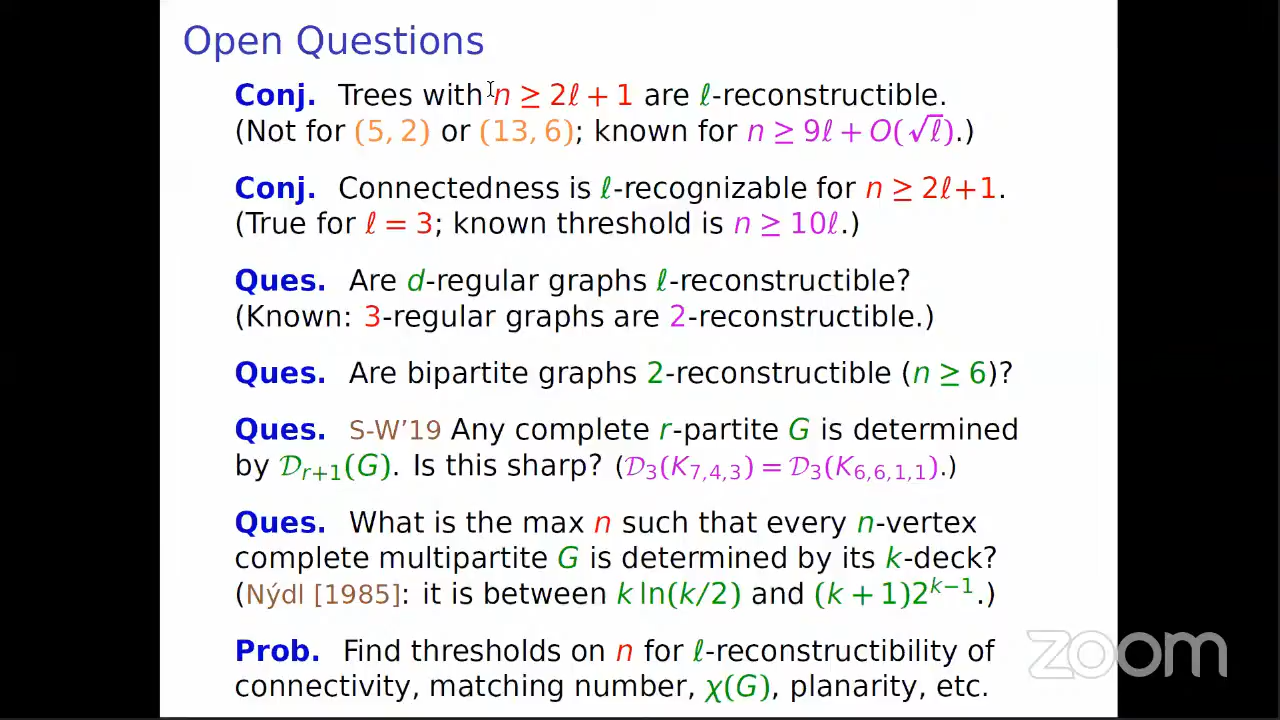 Open Questions
Conj. Trees with n ≥ 2ℓ + 1 are ℓ-reconstructible.
(Not for (5, 2) or (13, 6); known for n ≥ 9ℓ + O(√ℓ).)
Conj. Connectedness is ℓ-recognizable for n ≥ 2ℓ+1.
(True for ℓ = 3; known threshold is n ≥ 10ℓ.)
Ques. Are d-regular graphs ℓ-reconstructible?
(Known: 3-regular graphs are 2-reconstructible.)
Ques. Are bipartite graphs 2-reconstructible (n ≥ 6)?
Ques. S-W’19 Any complete r-partite G is determined
by 𝒟ᵣ₊₁(G). Is this sharp? (𝒟₃(K₇,₄,₃) = 𝒟₃(K₆,₆,₁,₁).)
Ques. What is the max n such that every n-vertex
complete multipartite G is determined by its k-deck?
(Nýdl [1985]: it is between k ln(k/2) and (k + 1)2ᵏ⁻¹.)
Prob. Find thresholds on n for ℓ-reconstructibility of
connectivity, matching number, χ(G), planarity, etc.
zoom